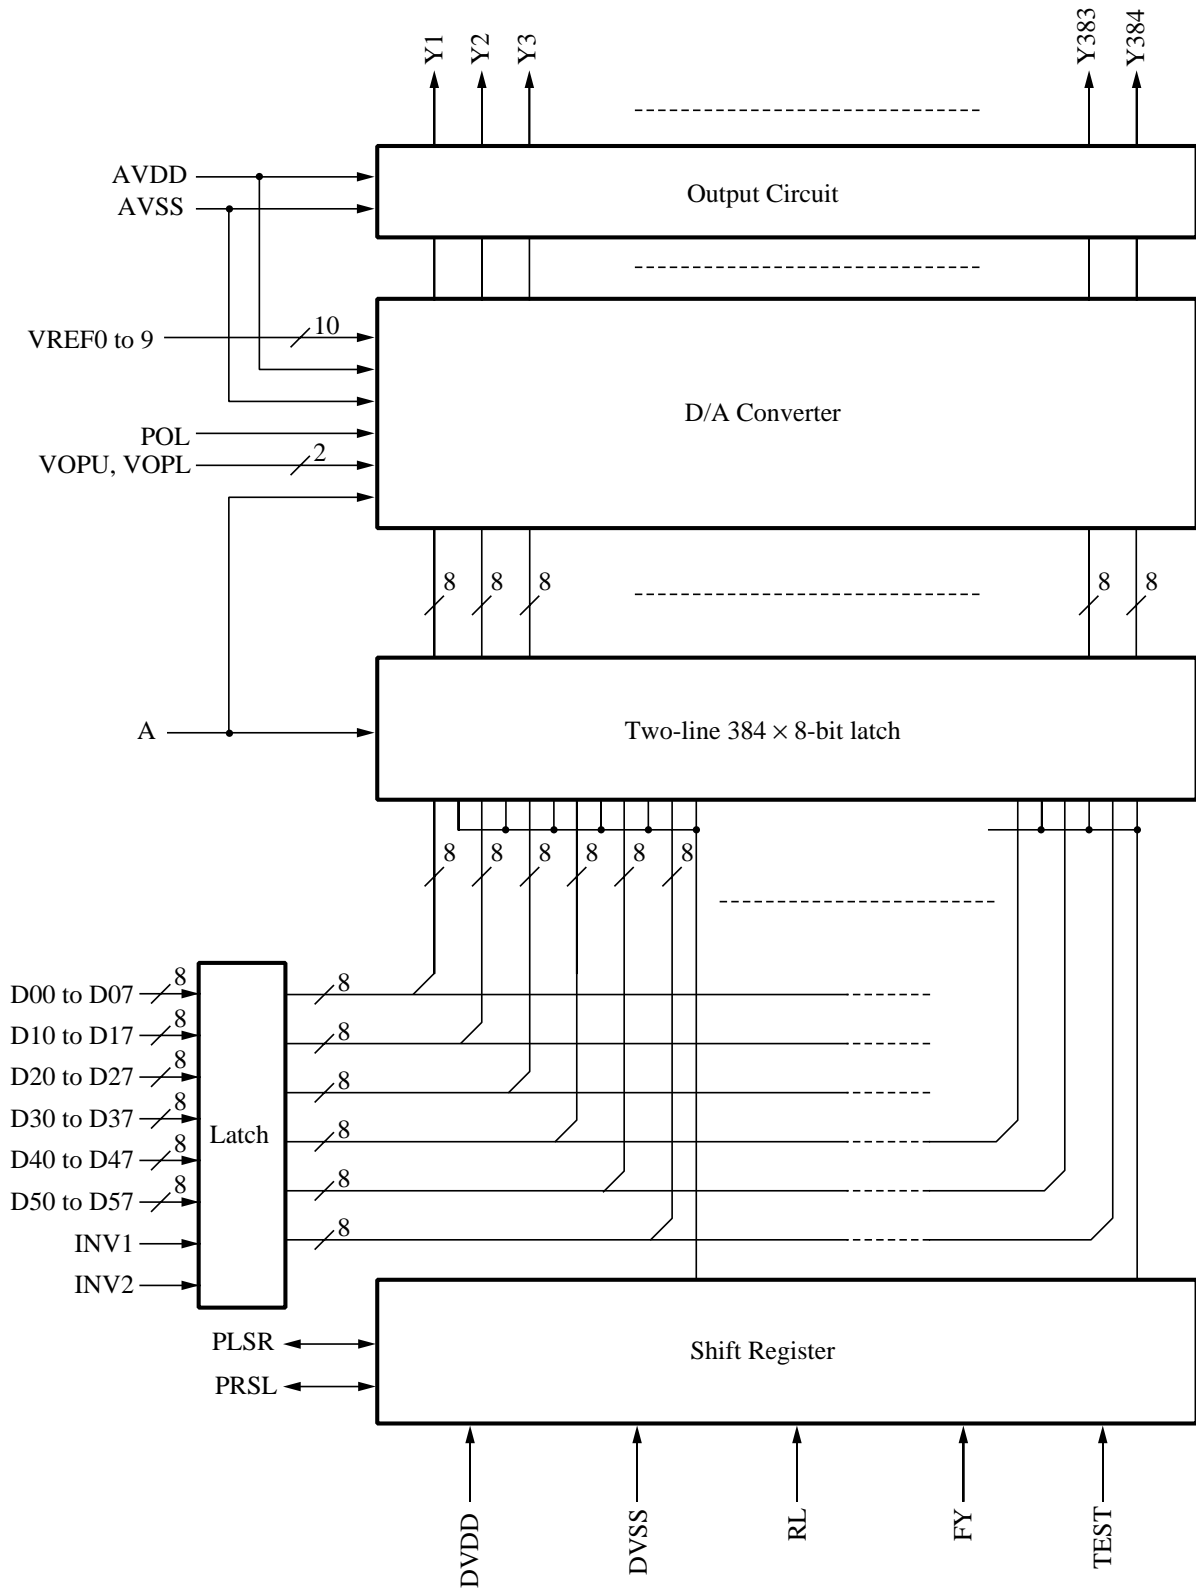 Y1
Y2
Y3
Y383
Y384
AVDD
AVSS
Output Circuit
VREF0 to 9
10
D/A Converter
POL
VOPU, VOPL
2
8
8
8
8
8
A
Two-line 384 × 8-bit latch
8
8
8
8
8
8
D00 to D07
8
8
D10 to D17
8
8
D20 to D27
8
8
D30 to D37
8
8
Latch
D40 to D47
8
8
D50 to D57
8
8
INV1
INV2
PLSR
Shift Register
PRSL
DVDD
DVSS
RL
FY
TEST